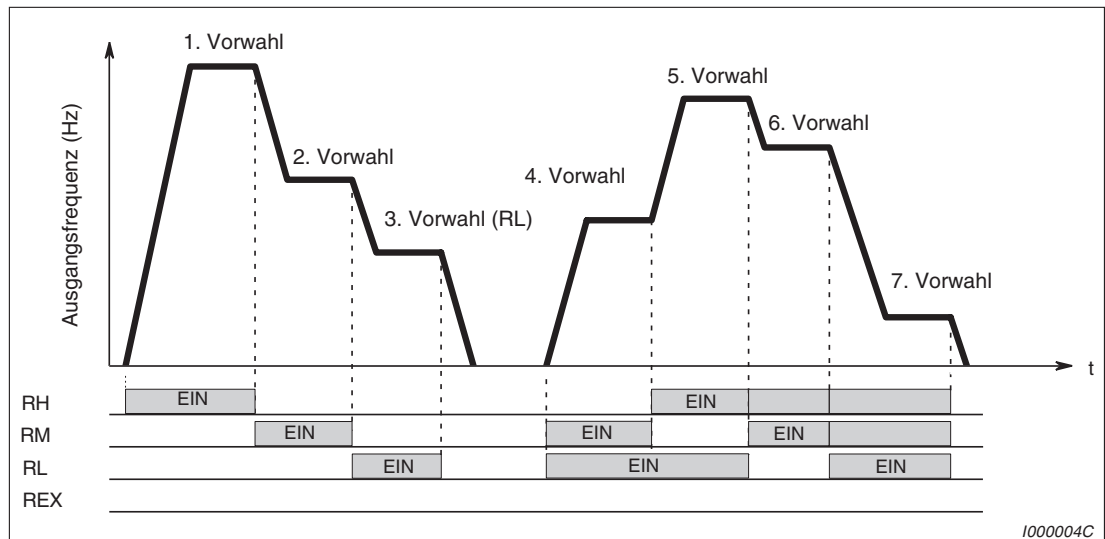 1. Vorwahl
2. Vorwahl
3. Vorwahl (RL)
4. Vorwahl
5. Vorwahl
6. Vorwahl
7. Vorwahl
Ausgangsfrequenz (Hz)
t
RH EIN EIN
RM EIN EIN EIN
RL EIN EIN EIN
REX
I000004C